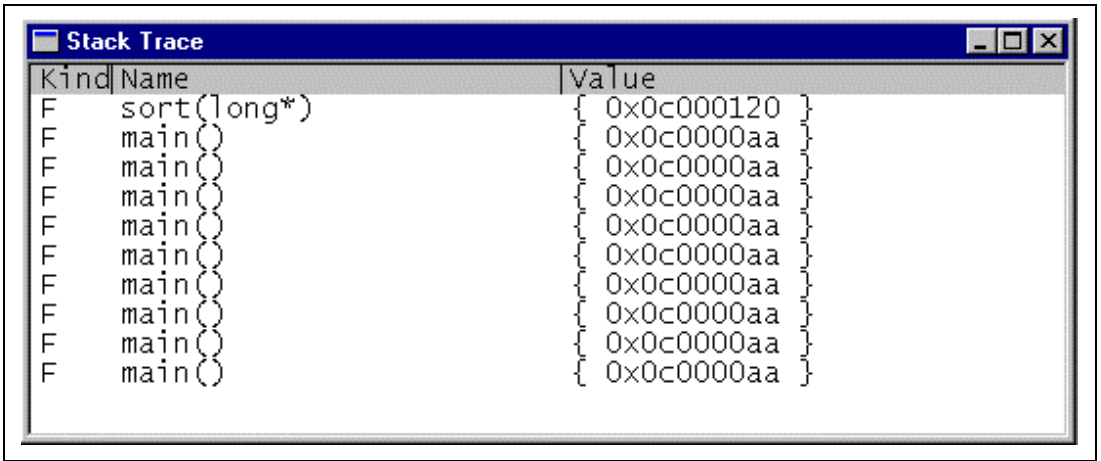 Stack Trace
Kind Name Value
F sort(long*) { 0x0c000120 }
F main() { 0x0c0000aa }
F main() { 0x0c0000aa }
F main() { 0x0c0000aa }
F main() { 0x0c0000aa }
F main() { 0x0c0000aa }
F main() { 0x0c0000aa }
F main() { 0x0c0000aa }
F main() { 0x0c0000aa }
F main() { 0x0c0000aa }